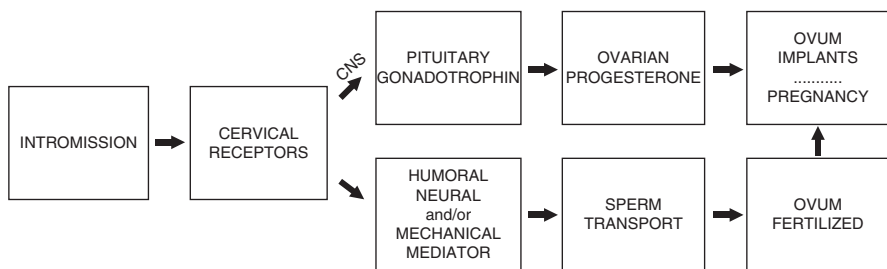 INTROMISSION
CERVICAL
RECEPTORS
CNS
PITUITARY
GONADOTROPHIN
OVARIAN
PROGESTERONE
OVUM
IMPLANTS
...........
PREGNANCY
HUMORAL
NEURAL
and/or
MECHANICAL
MEDIATOR
SPERM
TRANSPORT
OVUM
FERTILIZED